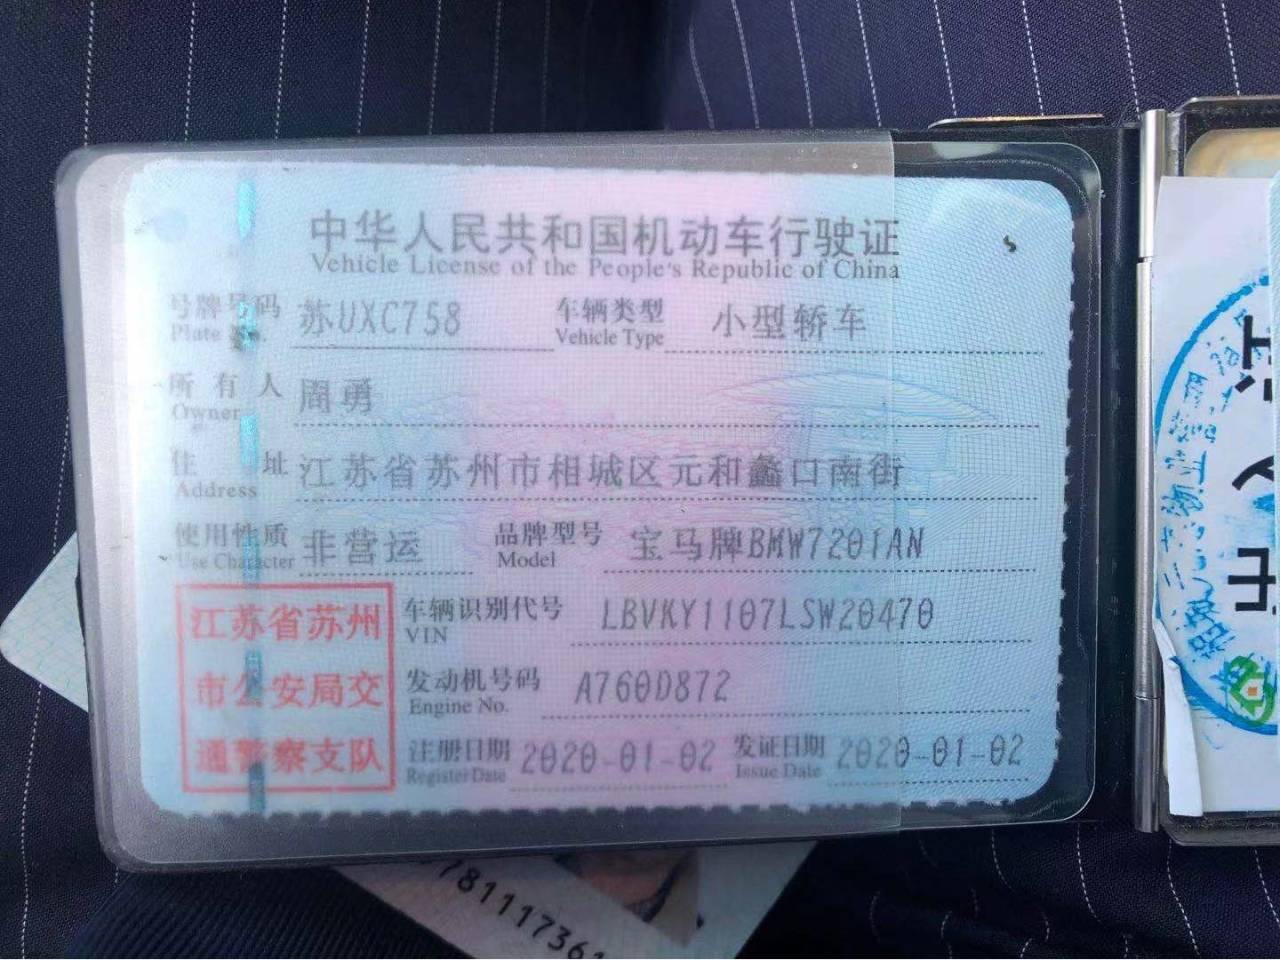 中华人民共和国机动车行驶证
Vehicle License of the People's Republic of China
号牌号码 苏UXC758 车辆类型 小型轿车
Plate No. Vehicle Type
所有人 周勇
Owner
住址 江苏省苏州市相城区元和蠡口南街
Address
使用性质 非营运 品牌型号 宝马牌BMW7201AN
Use Character Model
江苏省苏州
市公安局交
通警察支队
车辆识别代号 LBVKY1107LSW20470
VIN
发动机号码 A760D872
Engine No.
注册日期 2020-01-02 发证日期 2020-01-02
Register Date Issue Date
781117361